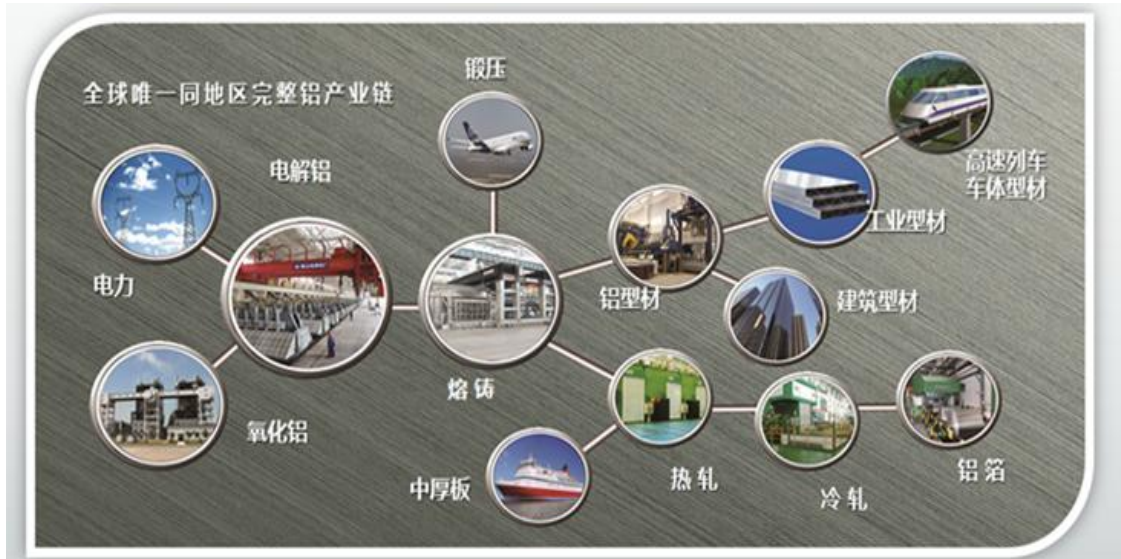 全球唯一同地区完整铝产业链
锻压
电解铝
高速列车
车体型材
工业型材
电力
铝型材
建筑型材
熔铸
氧化铝
中厚板
热轧
冷轧
铝箔